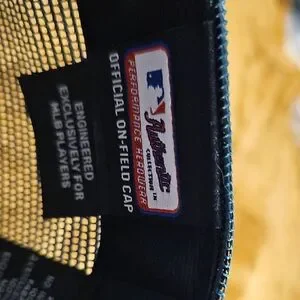 Authentic
COLLECTION
PERFORMANCE HEADWEAR
OFFICIAL ON-FIELD CAP
ENGINEERED
EXCLUSIVELY FOR
MLB PLAYERS